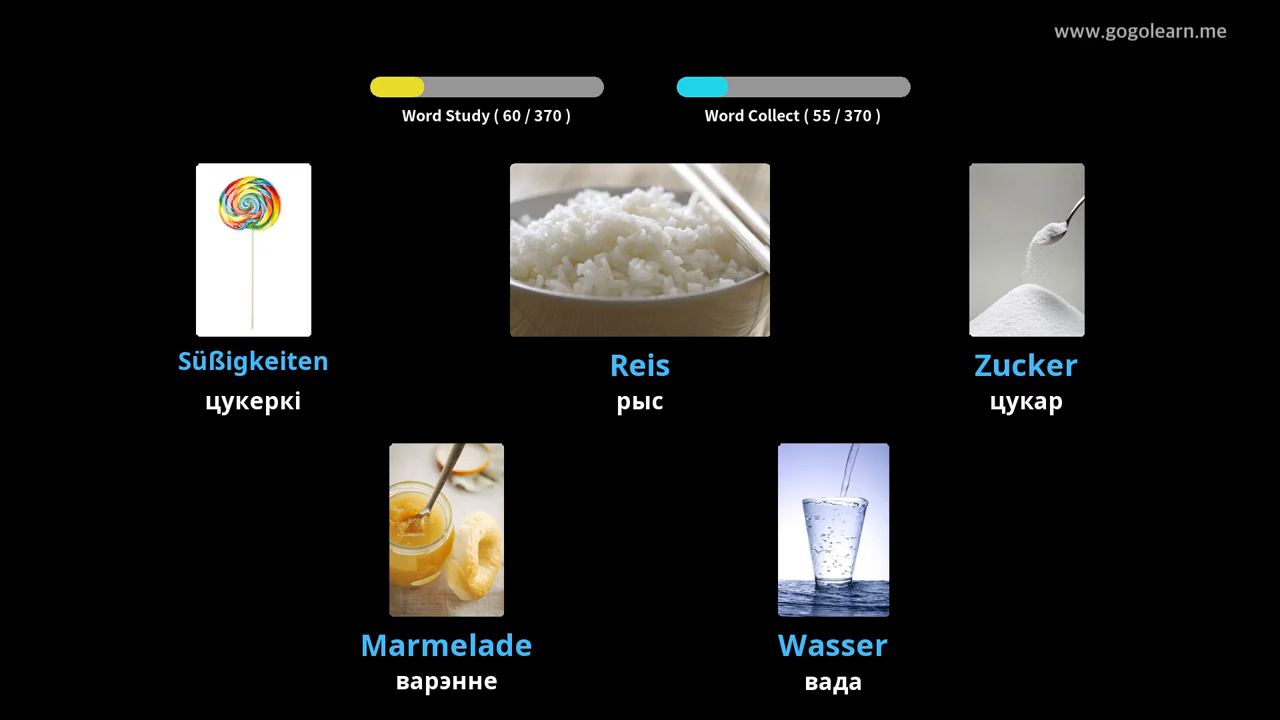 www.gogolearn.me
Word Study ( 60 / 370 )
Word Collect ( 55 / 370 )
Süßigkeiten
цукеркі
Reis
рыс
Zucker
цукар
Marmelade
варэнне
Wasser
вада